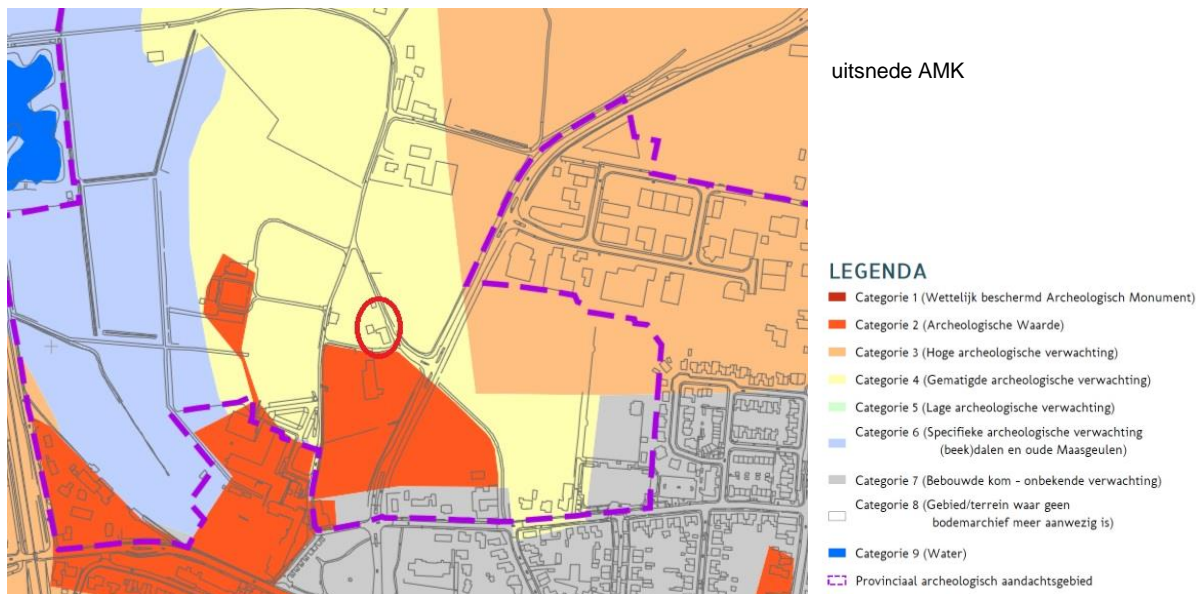 uitsnede AMK
LEGENDA
Categorie 1 (Wettelijk beschermd Archeologisch Monument)
Categorie 2 (Archeologische Waarde)
Categorie 3 (Hoge archeologische verwachting)
Categorie 4 (Gematigde archeologische verwachting)
Categorie 5 (Lage archeologische verwachting)
Categorie 6 (Specifieke archeologische verwachting
(beek)dalen en oude Maasgeulen)
Categorie 7 (Bebouwde kom - onbekende verwachting)
Categorie 8 (Gebied/terrein waar geen
bodemarchief meer aanwezig is)
Categorie 9 (Water)
Provinciaal archeologisch aandachtsgebied